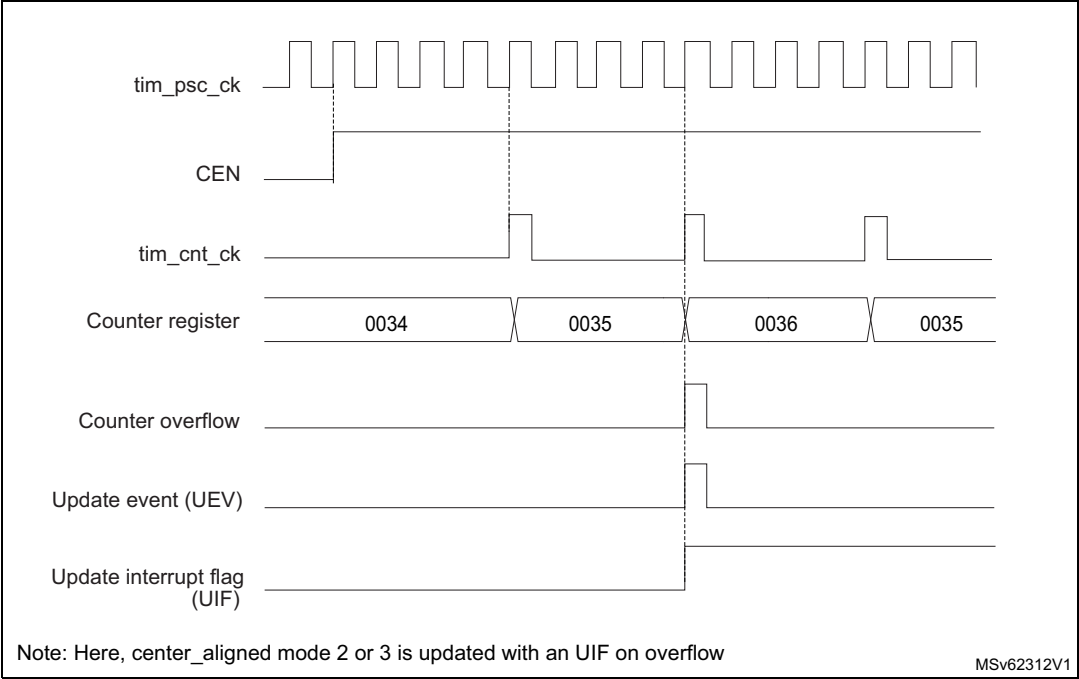 tim_psc_ck
CEN
tim_cnt_ck
Counter register
0034
0035
0036
0035
Counter overflow
Update event (UEV)
Update interrupt flag
(UIF)
Note: Here, center_aligned mode 2 or 3 is updated with an UIF on overflow
MSv62312V1